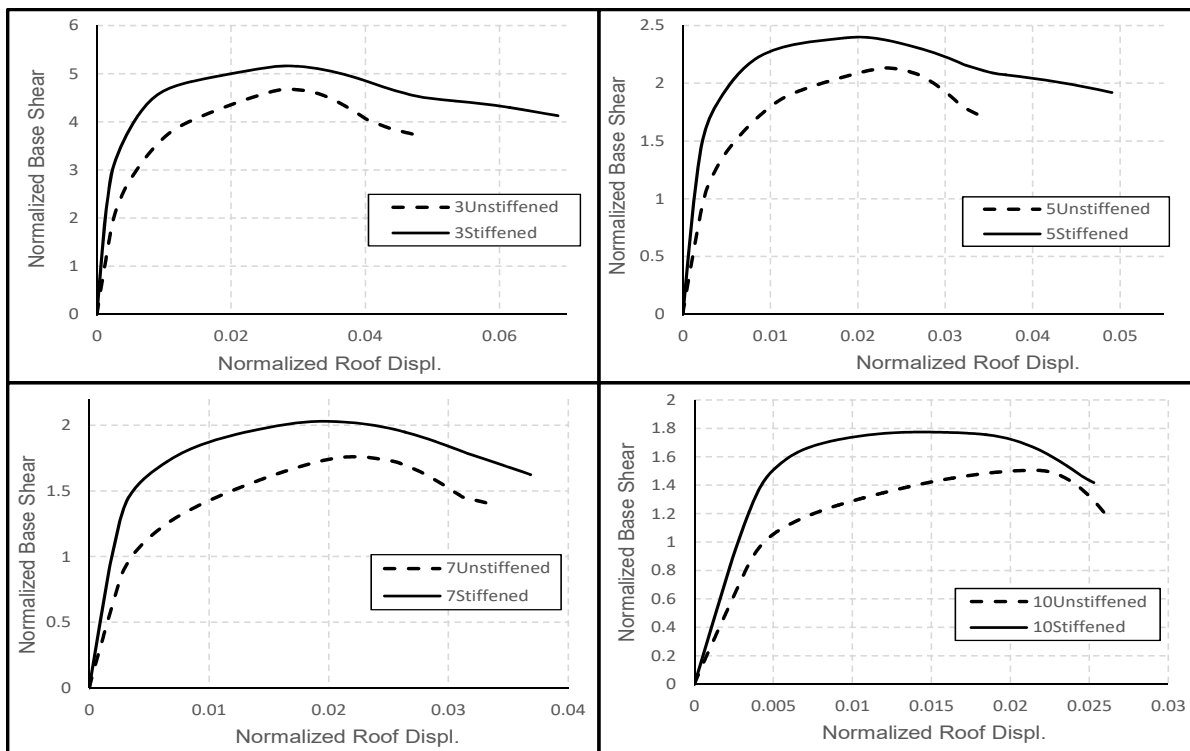 6
5
4
3
2
1
0
0 0.02 0.04 0.06
Normalized Base Shear
Normalized Roof Displ.
3Unstiffened
3Stiffened
2.5
2
1.5
1
0.5
0
0 0.01 0.02 0.03 0.04 0.05
Normalized Base Shear
Normalized Roof Displ.
5Unstiffened
5Stiffened
2
1.5
1
0.5
0
0 0.01 0.02 0.03 0.04
Normalized Base Shear
Normalized Roof Displ.
7Unstiffened
7Stiffened
2
1.8
1.6
1.4
1.2
1
0.8
0.6
0.4
0.2
0
0 0.005 0.01 0.015 0.02 0.025 0.03
Normalized Base Shear
Normalized Roof Displ.
10Unstiffened
10Stiffened